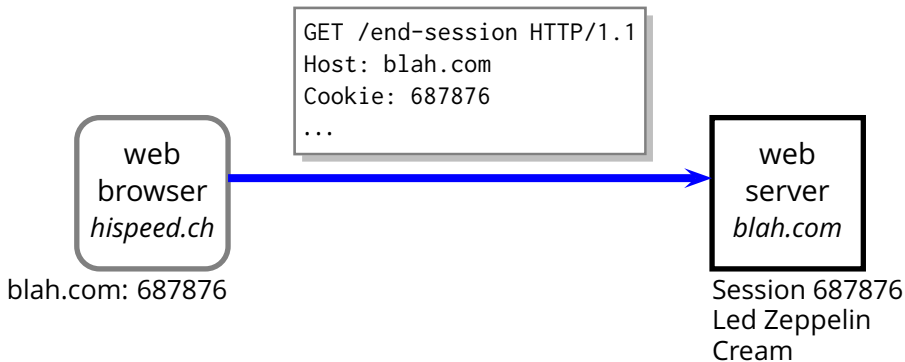 GET /end-session HTTP/1.1
Host: blah.com
Cookie: 687876
...
web
browser
hispeed.ch
blah.com: 687876
web
server
blah.com
Session 687876
Led Zeppelin
Cream